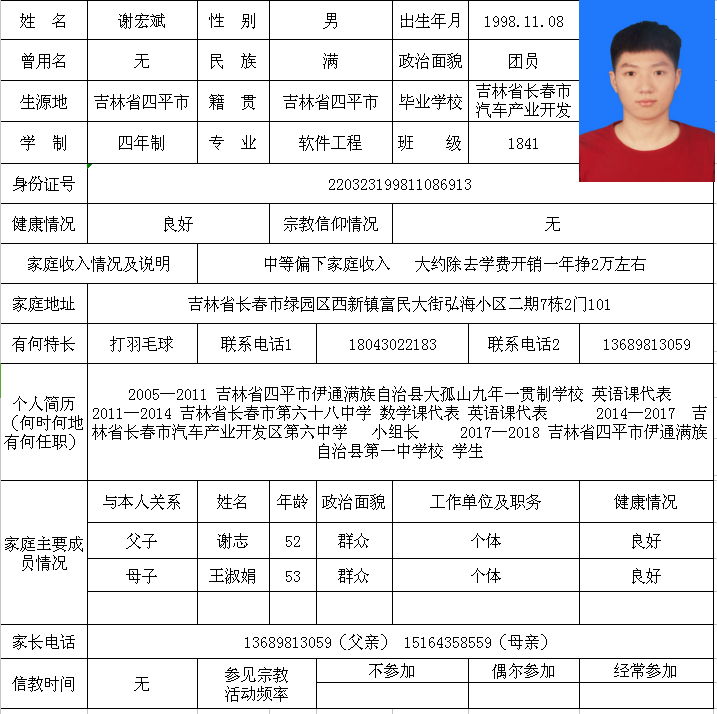 姓 名 谢宏斌 性 别 男 出生年月 1998.11.08
曾用名 无 民 族 满 政治面貌 团员
生源地 吉林省四平市 籍 贯 吉林省四平市 毕业学校 吉林省长春市
汽车产业开发
学 制 四年制 专 业 软件工程 班 级 1841
身份证号 220323199811086913
健康情况 良好 宗教信仰情况 无
家庭收入情况及说明 中等偏下家庭收入 大约除去学费开销一年挣2万左右
家庭地址 吉林省长春市绿园区西新镇富民大街弘海小区二期7栋2门101
有何特长 打羽毛球 联系电话1 18043022183 联系电话2 13689813059
个人简历
（何时何地
有何任职）
2005—2011 吉林省四平市伊通满族自治县大孤山九年一贯制学校 英语课代表
2011—2014 吉林省长春市第六十八中学 数学课代表 英语课代表 2014—2017 吉
林省长春市汽车产业开发区第六中学 小组长 2017—2018 吉林省四平市伊通满族
自治县第一中学校 学生
家庭主要成
员情况
与本人关系 姓名 年龄 政治面貌 工作单位及职务 健康情况
父子 谢志 52 群众 个体 良好
母子 王淑娟 53 群众 个体 良好
家长电话 13689813059（父亲） 15164358559（母亲）
信教时间 无 参见宗教
活动频率
不参加 偶尔参加 经常参加